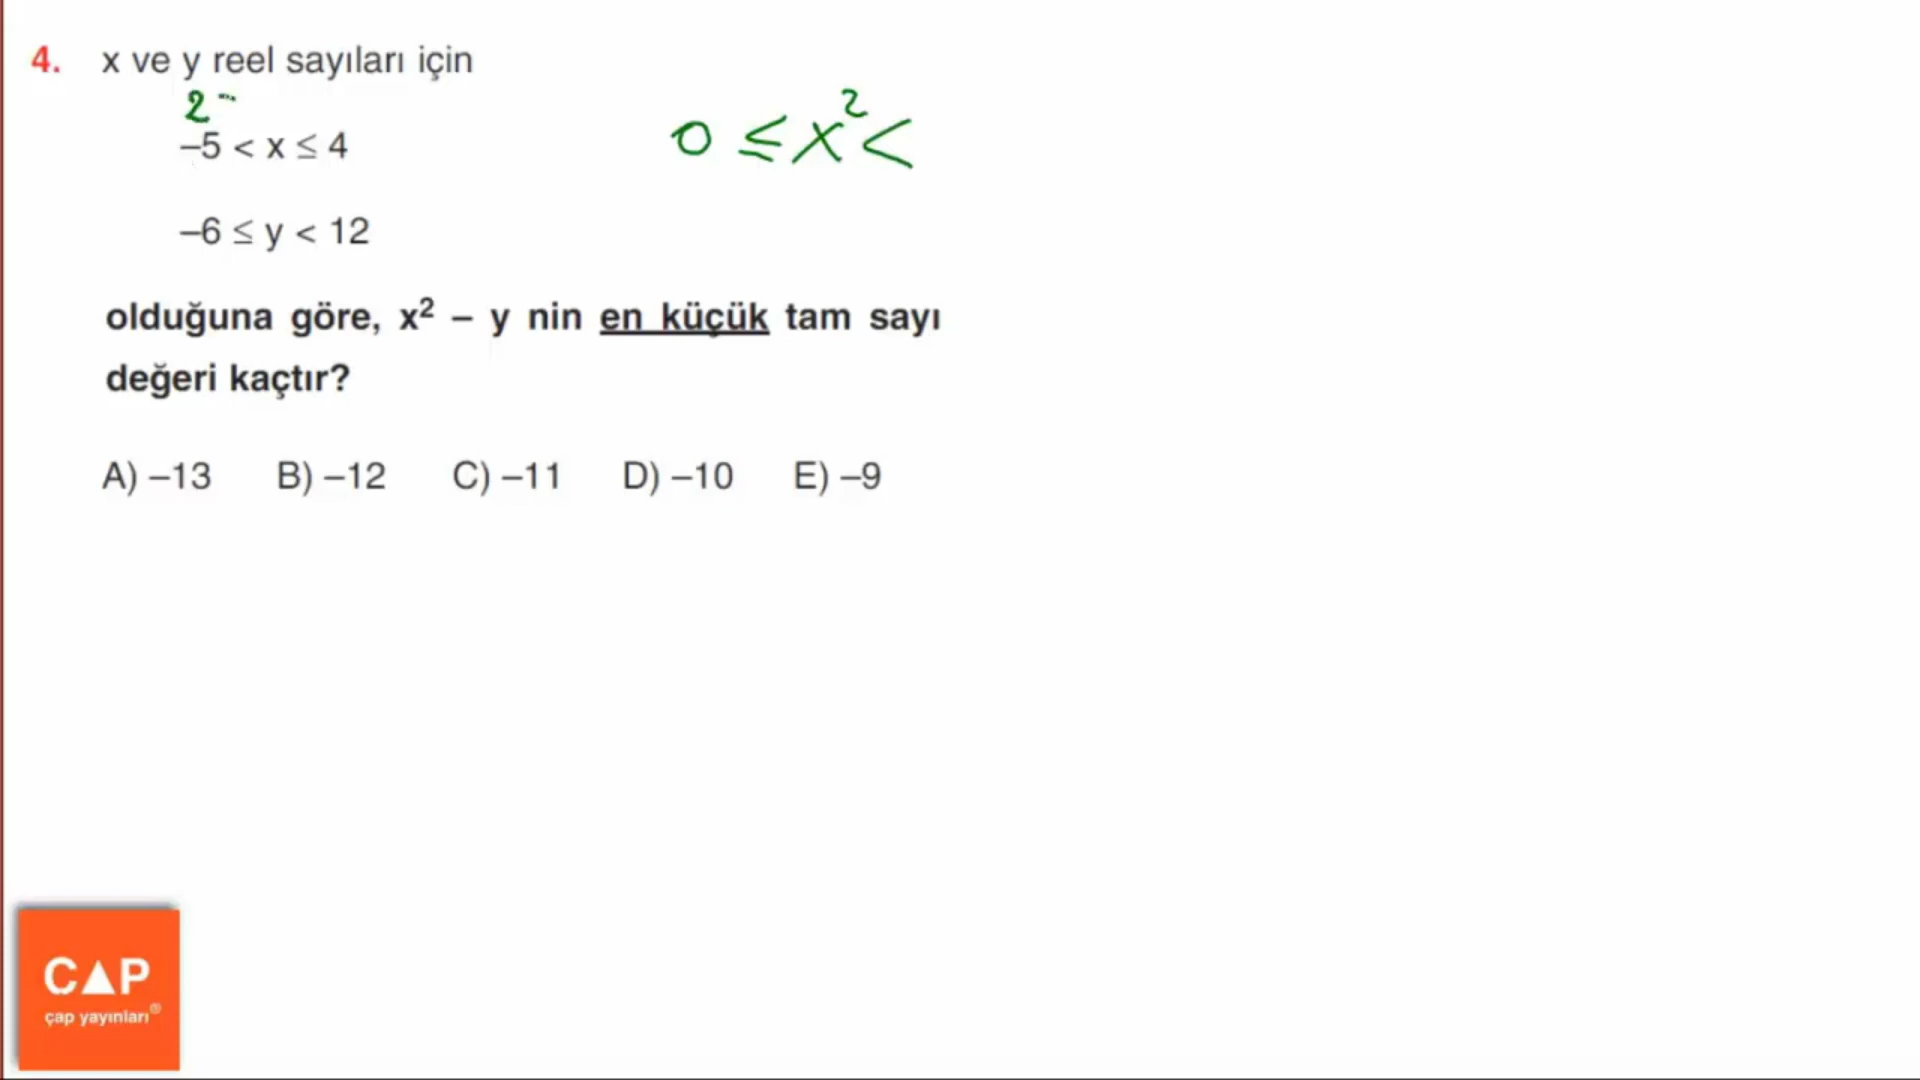 4. x ve y reel sayıları için
2
–5 < x ≤ 4
0 ≤ x² <
–6 ≤ y < 12
olduğuna göre, x² – y nin en küçük tam sayı
değeri kaçtır?
A) –13 B) –12 C) –11 D) –10 E) –9
CAP
çap yayınları®